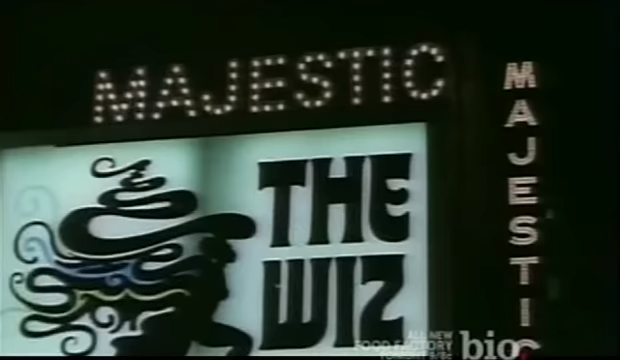 MAJESTIC
THE
WIZ
MAJESTIC
ALL NEW
FOOD FACTORY
bio